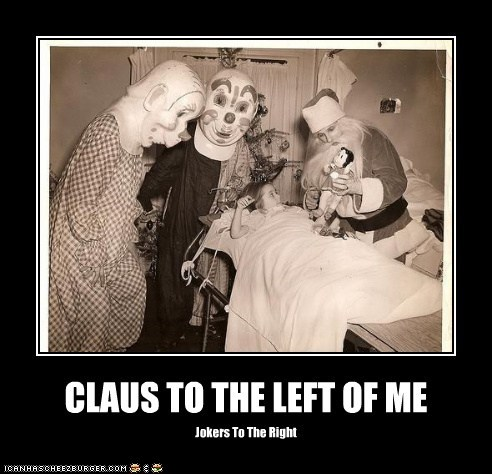 CLAUS TO THE LEFT OF ME
Jokers To The Right
ICANHASCHEEZBURGER.COM